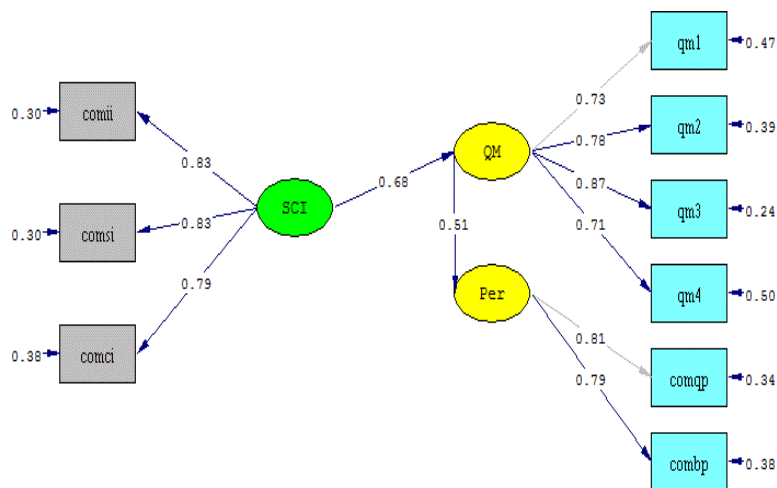 qm1
0.47
0.30
comii
0.73
qm2
0.39
0.83
QM
0.78
0.68
0.87
qm3
0.24
0.30
comsi
0.83
SCI
0.51
0.71
0.79
Per
qm4
0.50
0.38
comci
0.81
comqp
0.34
0.79
combp
0.38